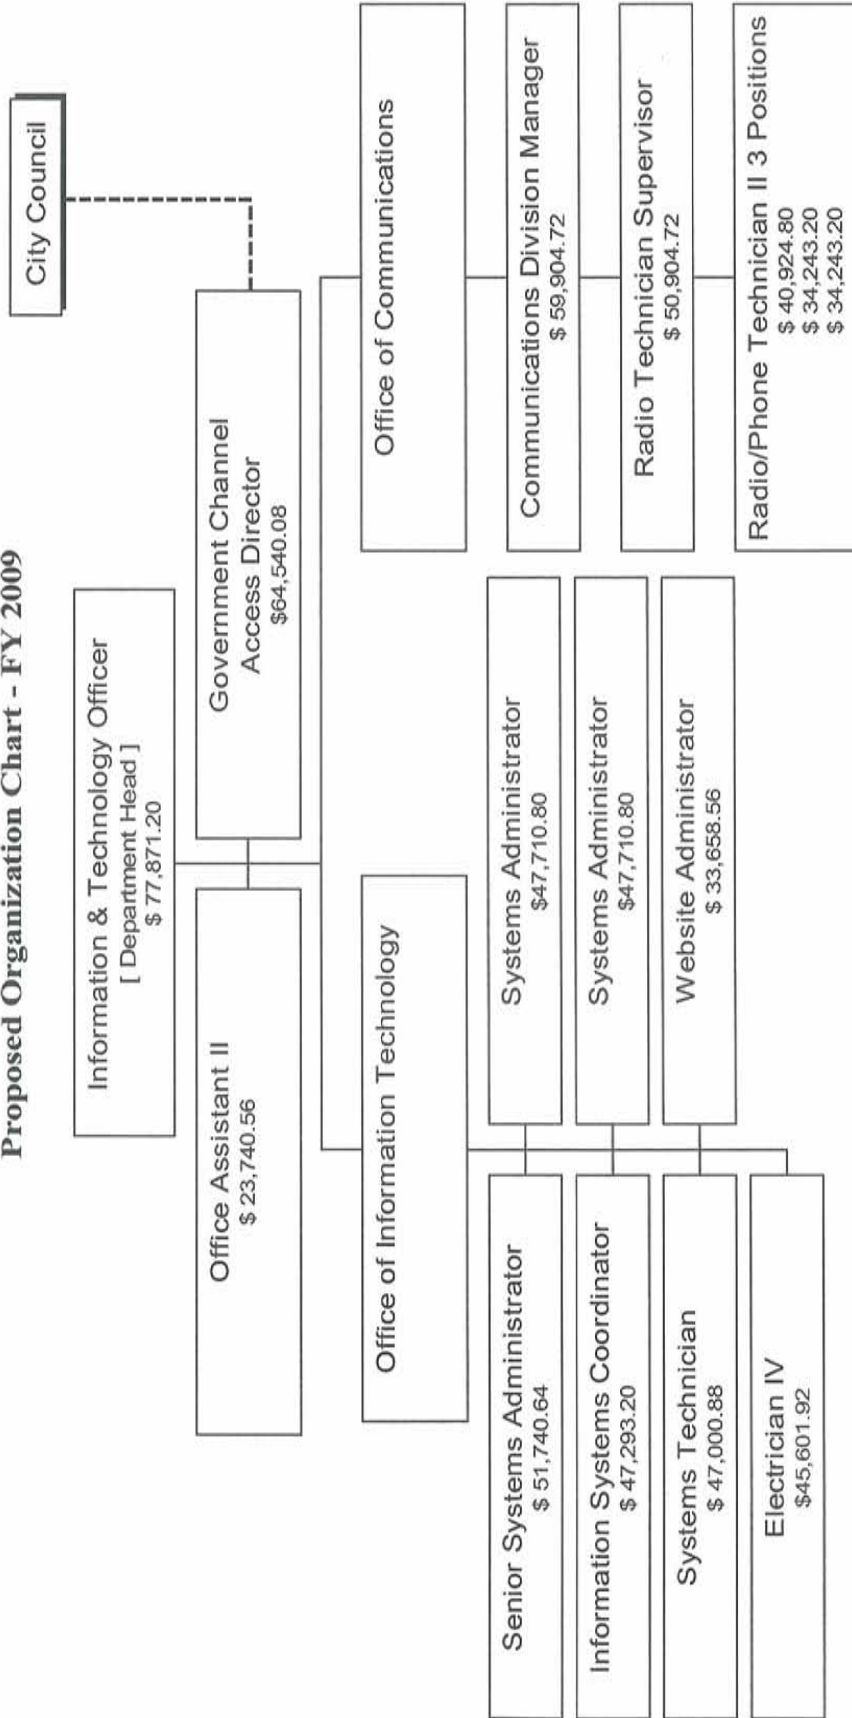 Proposed Organization Chart - FY 2009
City Council
Information & Technology Officer
[ Department Head ]
$ 77,871.20
Office Assistant II
$ 23,740.56
Government Channel
Access Director
$64,540.08
Office of Information Technology
Office of Communications
Senior Systems Administrator
$ 51,740.64
Systems Administrator
$47,710.80
Communications Division Manager
$ 59,904.72
Information Systems Coordinator
$ 47,293.20
Systems Administrator
$47,710.80
Radio Technician Supervisor
$ 50,904.72
Systems Technician
$ 47,000.88
Website Administrator
$ 33,658.56
Radio/Phone Technician II 3 Positions
$ 40,924.80
$ 34,243.20
$ 34,243.20
Electrician IV
$45,601.92